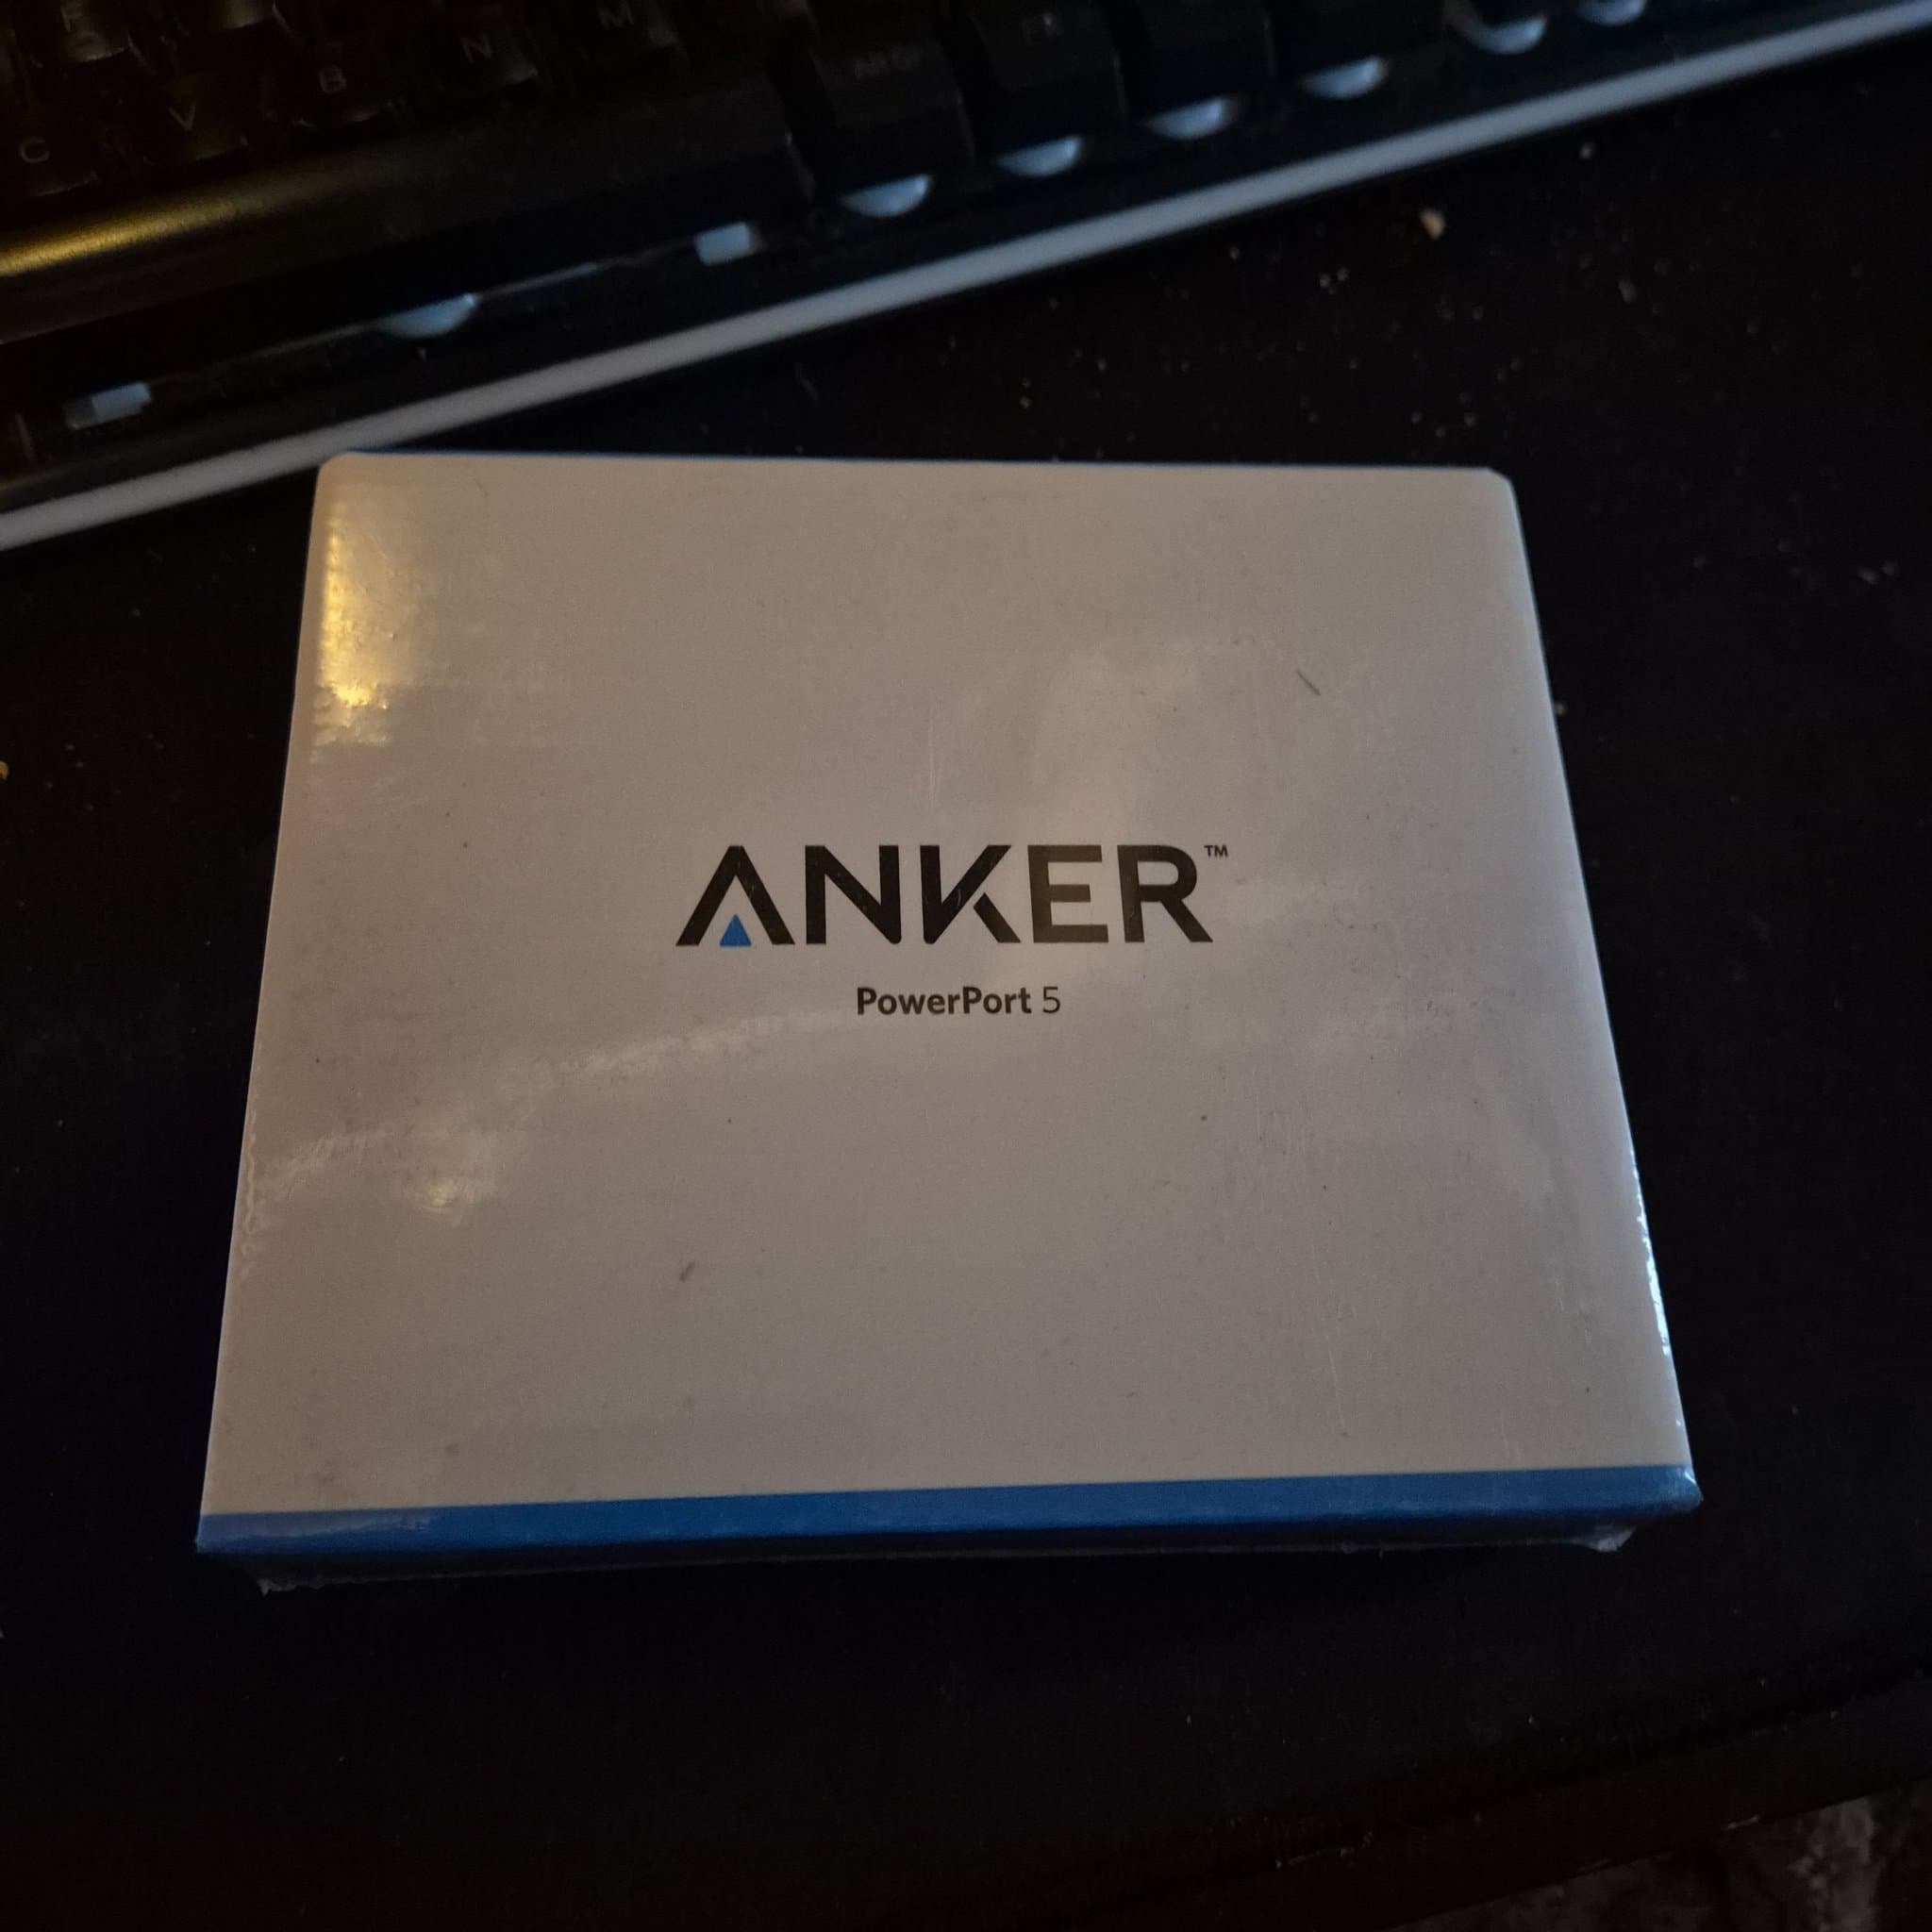 N M
C V B
ANKER™
PowerPort 5